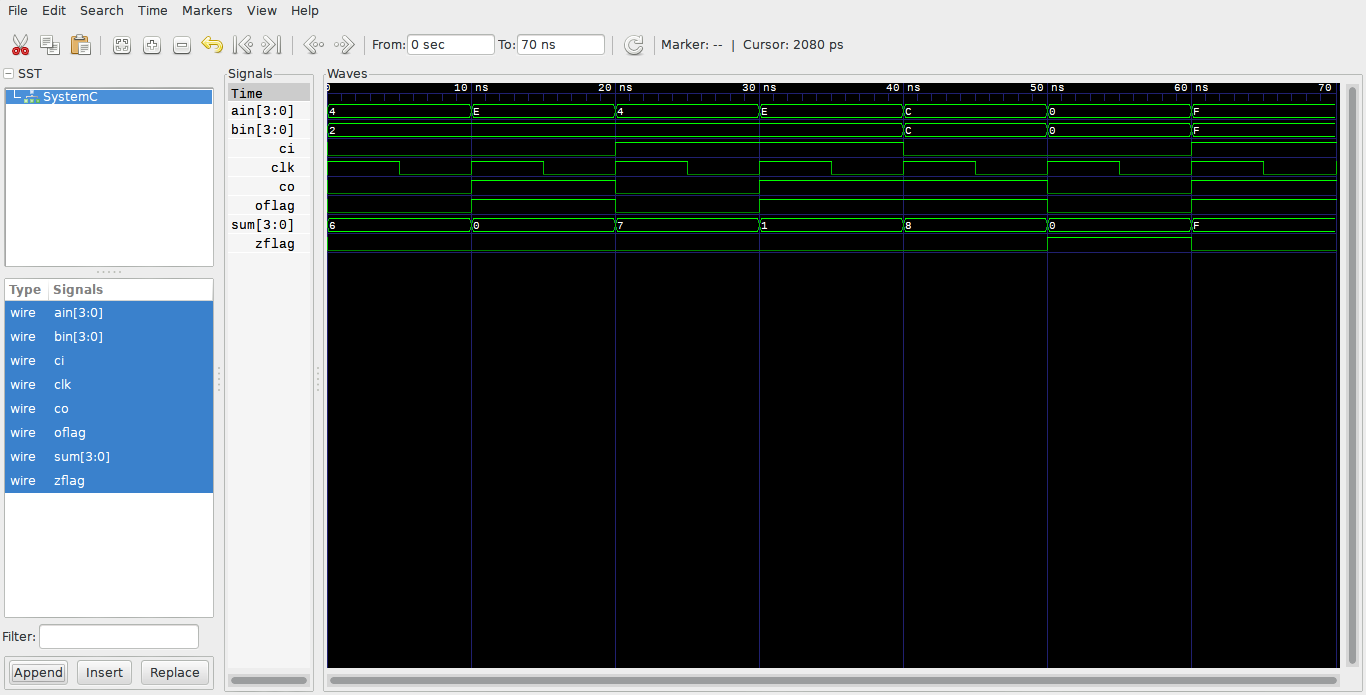 File Edit Search Time Markers View Help
From: 0 sec To: 70 ns Marker: -- | Cursor: 2080 ps
SST
SystemC
Type Signals
wire ain[3:0]
wire bin[3:0]
wire ci
wire clk
wire co
wire oflag
wire sum[3:0]
wire zflag
Filter:
Append Insert Replace
Signals
Time
ain[3:0]
bin[3:0]
ci
clk
co
oflag
sum[3:0]
zflag
Waves
0 10 ns 20 ns 30 ns 40 ns 50 ns 60 ns 70
4 E 4 E C 0 F
2 C 0 F
6 0 7 1 8 0 F